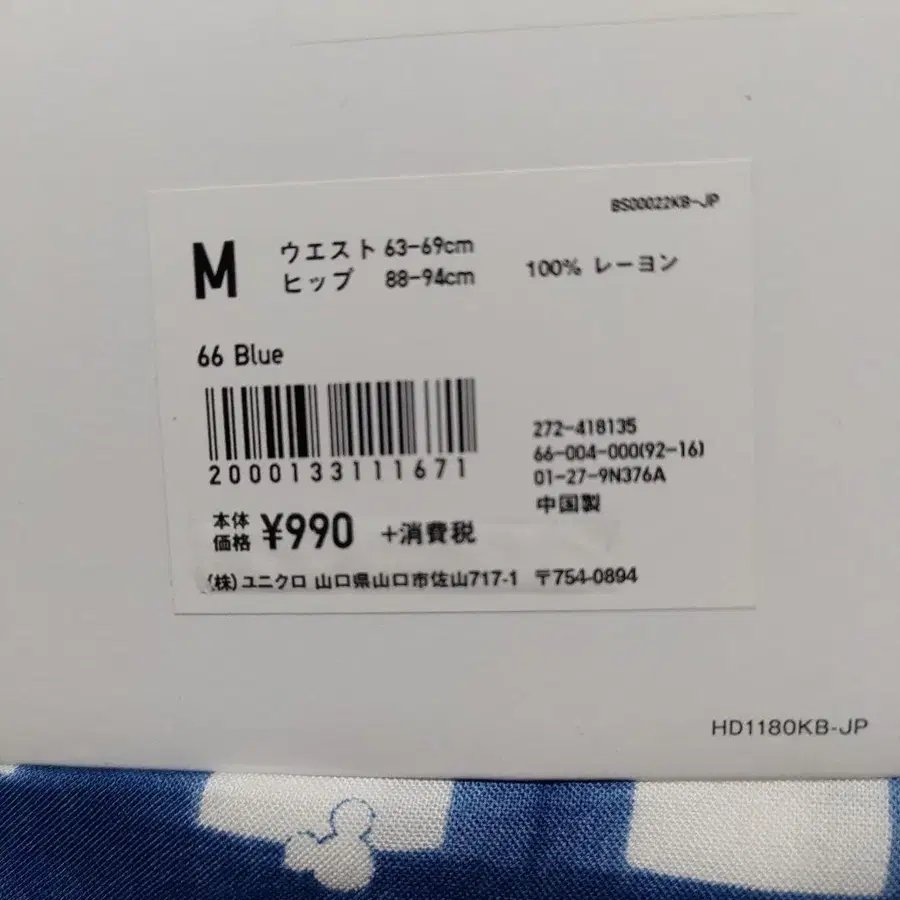 BS00022KB-JP
M
ウエスト 63-69cm
ヒップ 88-94cm
100% レーヨン
66 Blue
2000133111671
272-418135
66-004-000(92-16)
01-27-9N376A
中国製
本体価格 ¥990 +消費税
(株)ユニクロ 山口県山口市佐山717-1 〒754-0894
HD1180KB-JP